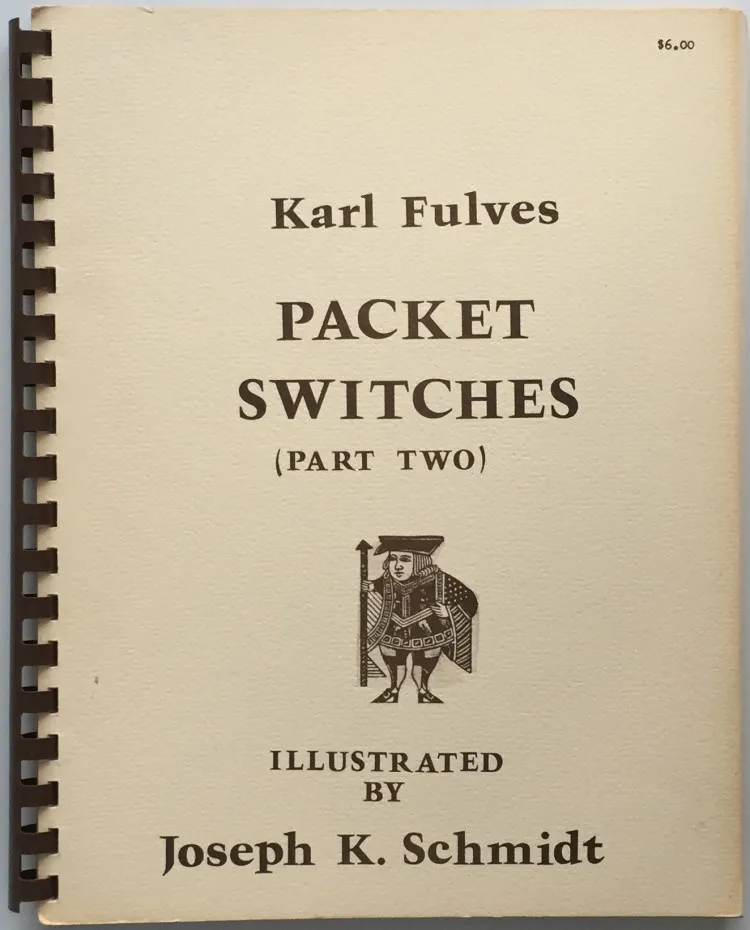 $6.00
Karl Fulves
PACKET
SWITCHES
(PART TWO)
ILLUSTRATED
BY
Joseph K. Schmidt